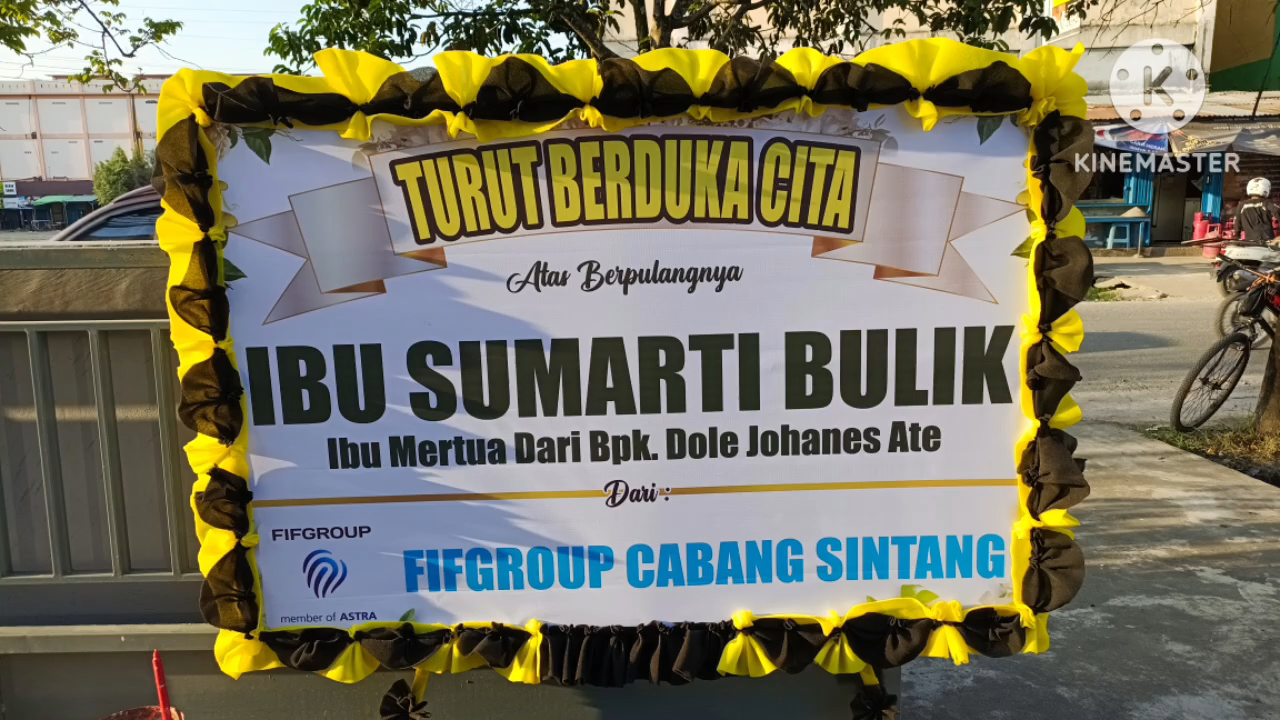 TURUT BERDUKA CITA
Atas Berpulangnya
IBU SUMARTI BULIK
Ibu Mertua Dari Bpk. Dole Johanes Ate
Dari :
FIFGROUP
member of ASTRA
FIFGROUP CABANG SINTANG
K
KINEMASTER